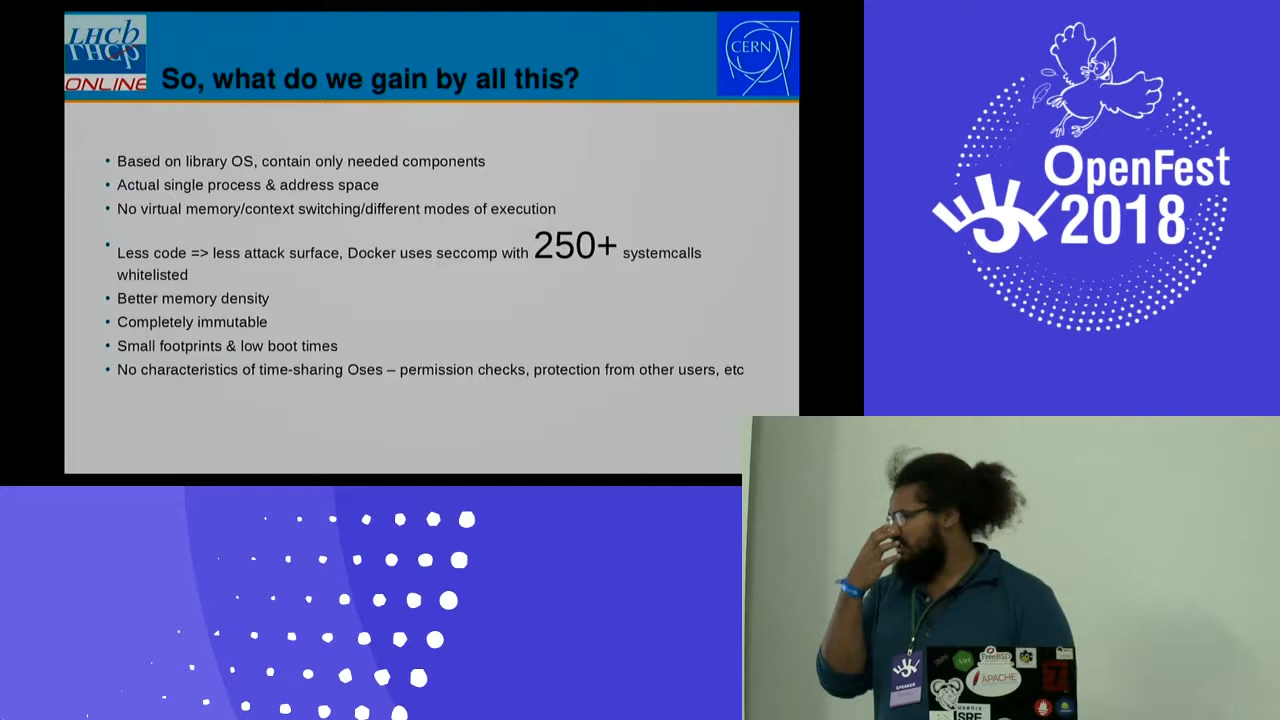 LHCb
ONLINE
So, what do we gain by all this?
CERN
• Based on library OS, contain only needed components
• Actual single process & address space
• No virtual memory/context switching/different modes of execution
• Less code => less attack surface, Docker uses seccomp with 250+ systemcalls
whitelisted
• Better memory density
• Completely immutable
• Small footprints & low boot times
• No characteristics of time-sharing Oses – permission checks, protection from other users, etc
OpenFest
2018
SPEAKER
FreeBSD
APACHE
usenix